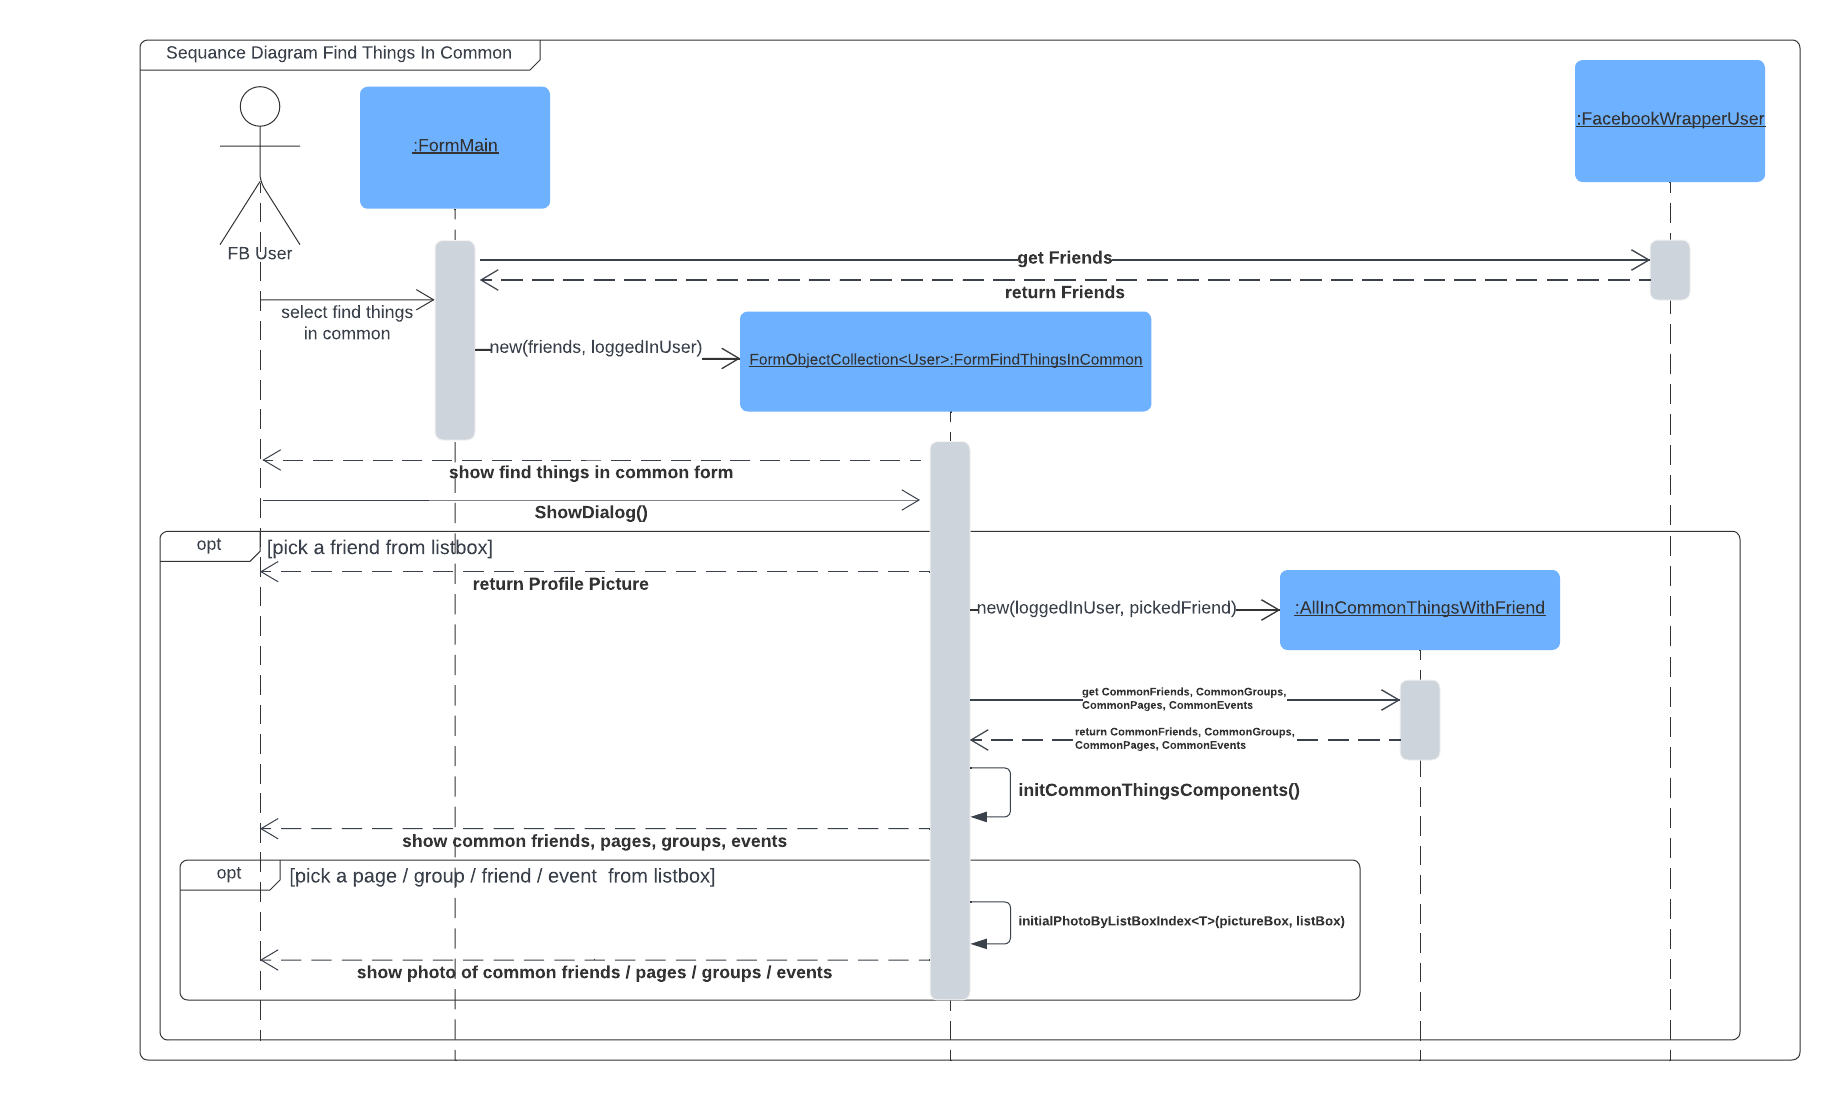 Sequance Diagram Find Things In Common
:FormMain
:FacebookWrapperUser
FB User
get Friends
return Friends
select find things
in common
new(friends, loggedInUser)
FormObjectCollection<User>:FormFindThingsInCommon
show find things in common form
ShowDialog()
opt
[pick a friend from listbox]
return Profile Picture
new(loggedInUser, pickedFriend)
:AllInCommonThingsWithFriend
get CommonFriends, CommonGroups,
CommonPages, CommonEvents
return CommonFriends, CommonGroups,
CommonPages, CommonEvents
initCommonThingsComponents()
show common friends, pages, groups, events
opt
[pick a page / group / friend / event  from listbox]
initialPhotoByListBoxIndex<T>(pictureBox, listBox)
show photo of common friends / pages / groups / events